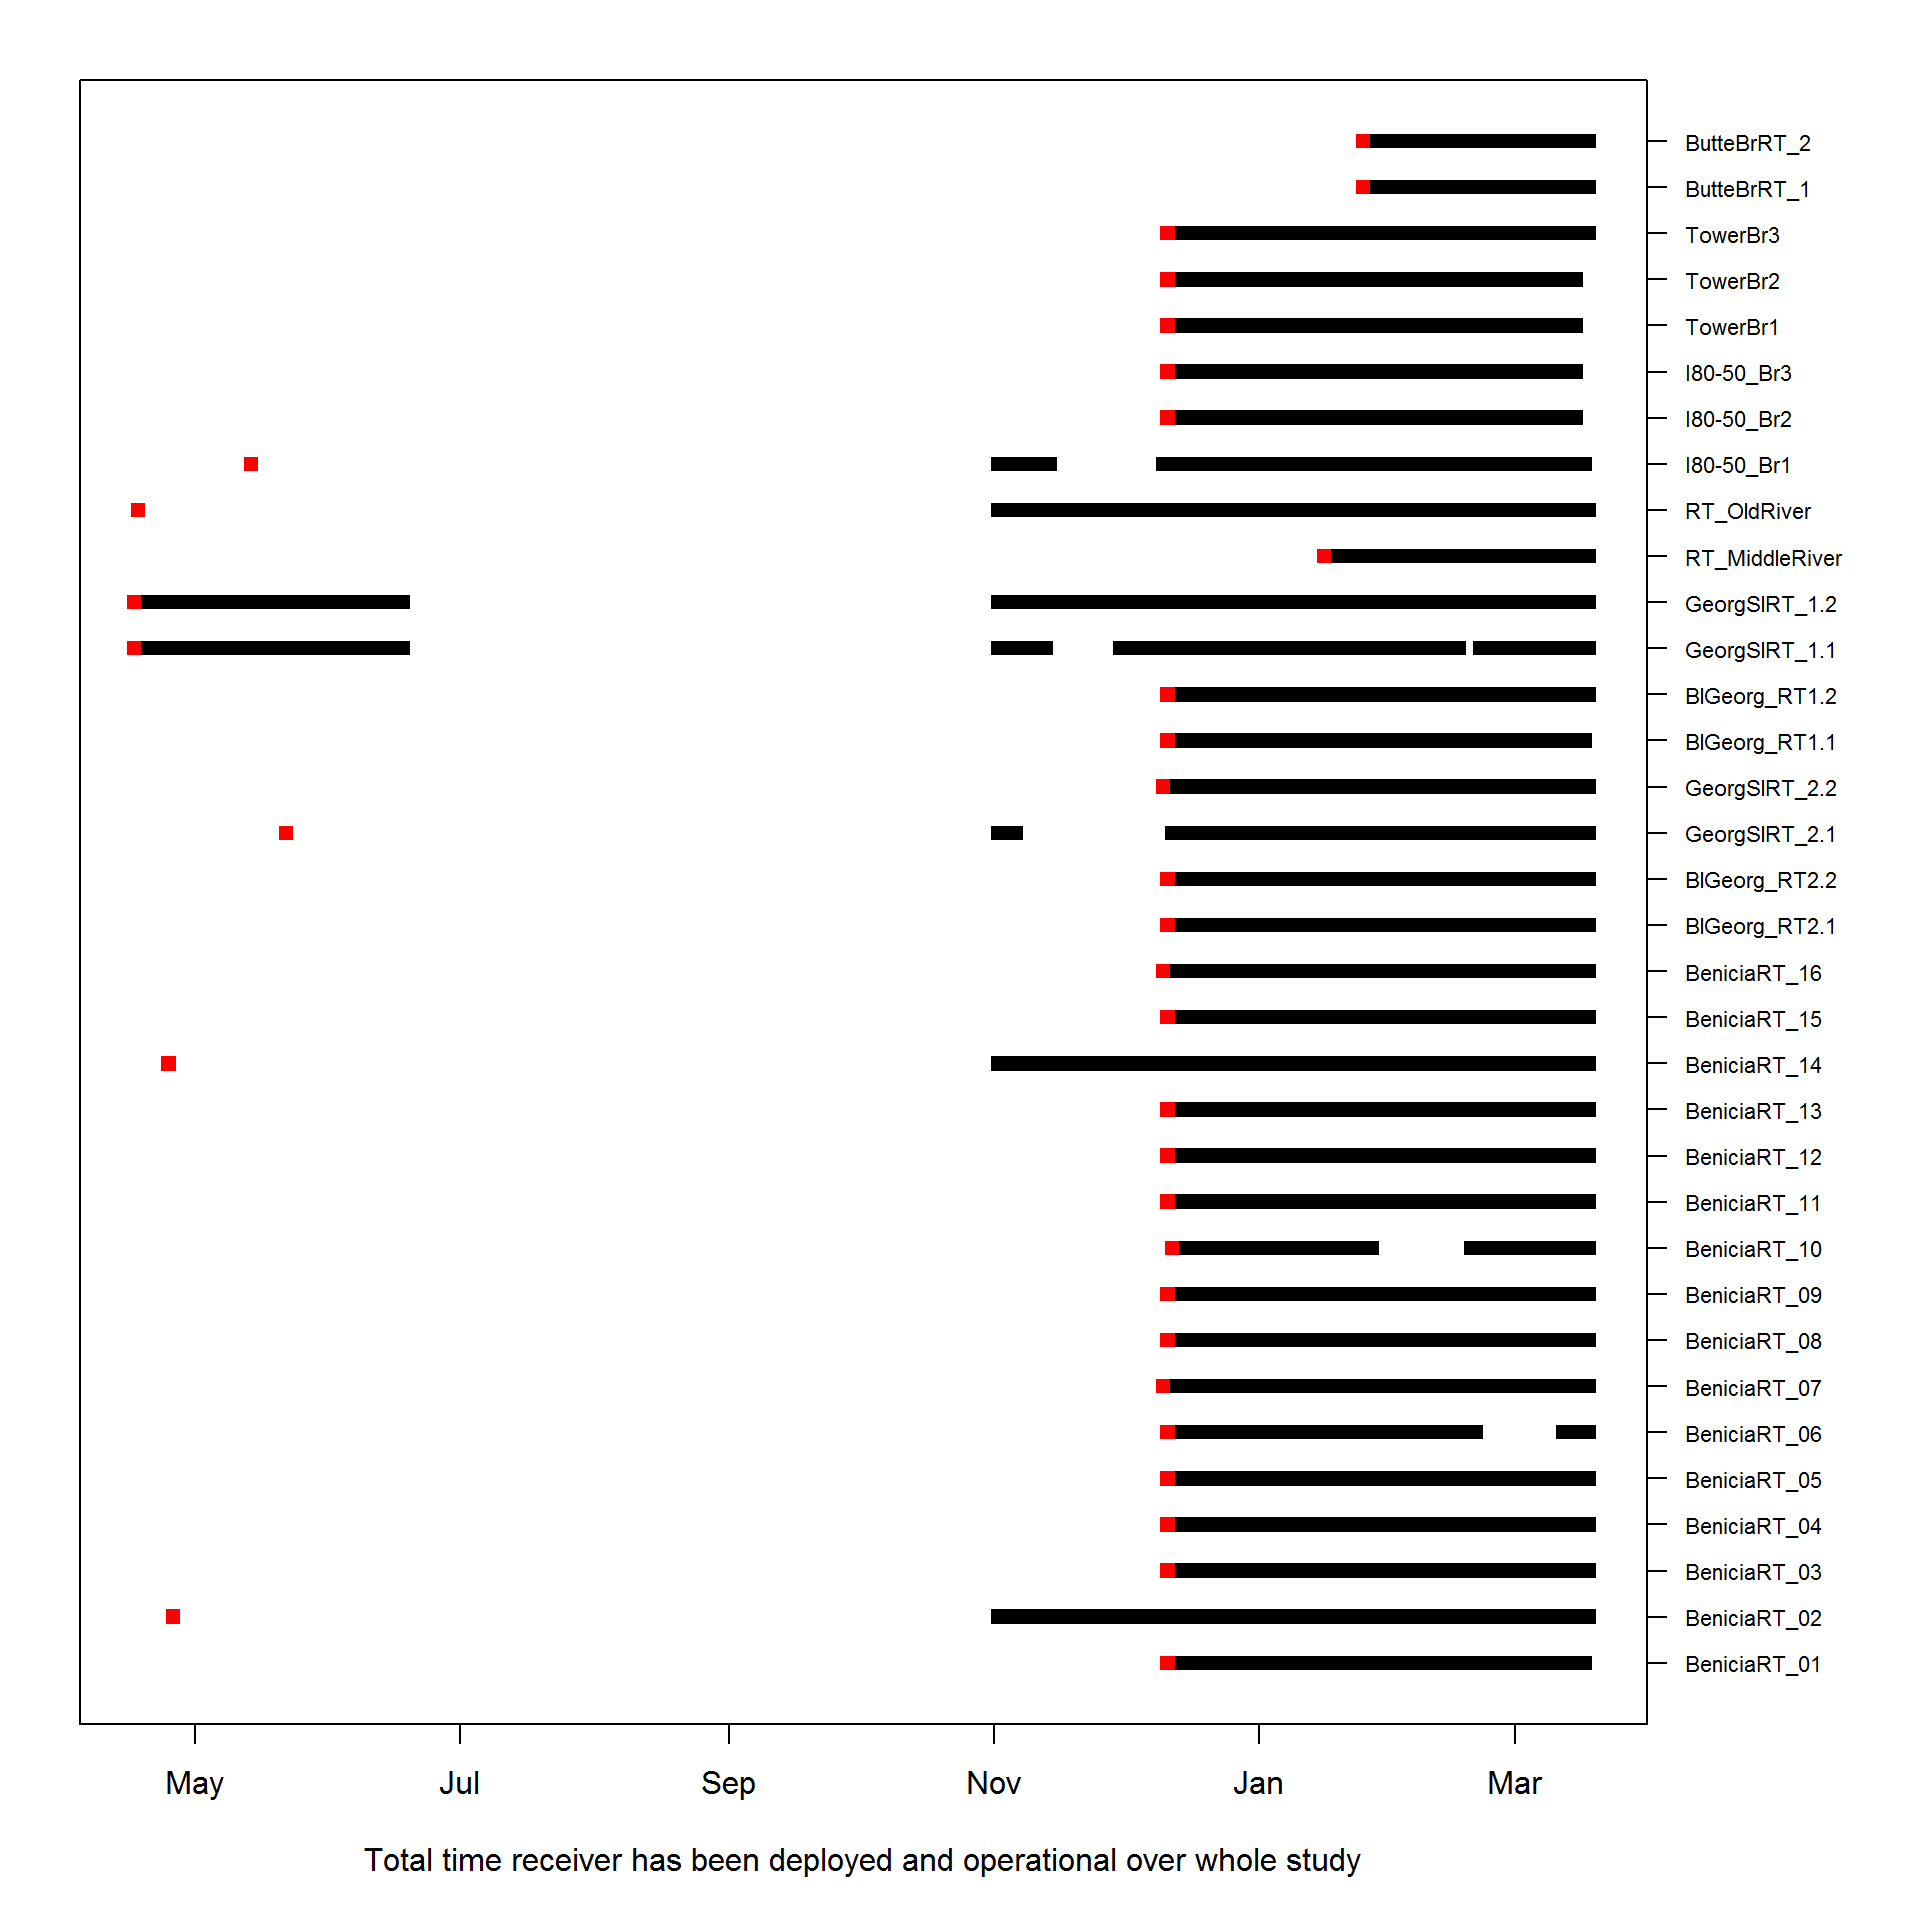 ButteBrRT_2
ButteBrRT_1
TowerBr3
TowerBr2
TowerBr1
I80-50_Br3
I80-50_Br2
I80-50_Br1
RT_OldRiver
RT_MiddleRiver
GeorgSlRT_1.2
GeorgSlRT_1.1
BlGeorg_RT1.2
BlGeorg_RT1.1
GeorgSlRT_2.2
GeorgSlRT_2.1
BlGeorg_RT2.2
BlGeorg_RT2.1
BeniciaRT_16
BeniciaRT_15
BeniciaRT_14
BeniciaRT_13
BeniciaRT_12
BeniciaRT_11
BeniciaRT_10
BeniciaRT_09
BeniciaRT_08
BeniciaRT_07
BeniciaRT_06
BeniciaRT_05
BeniciaRT_04
BeniciaRT_03
BeniciaRT_02
BeniciaRT_01
May Jul Sep Nov Jan Mar
Total time receiver has been deployed and operational over whole study